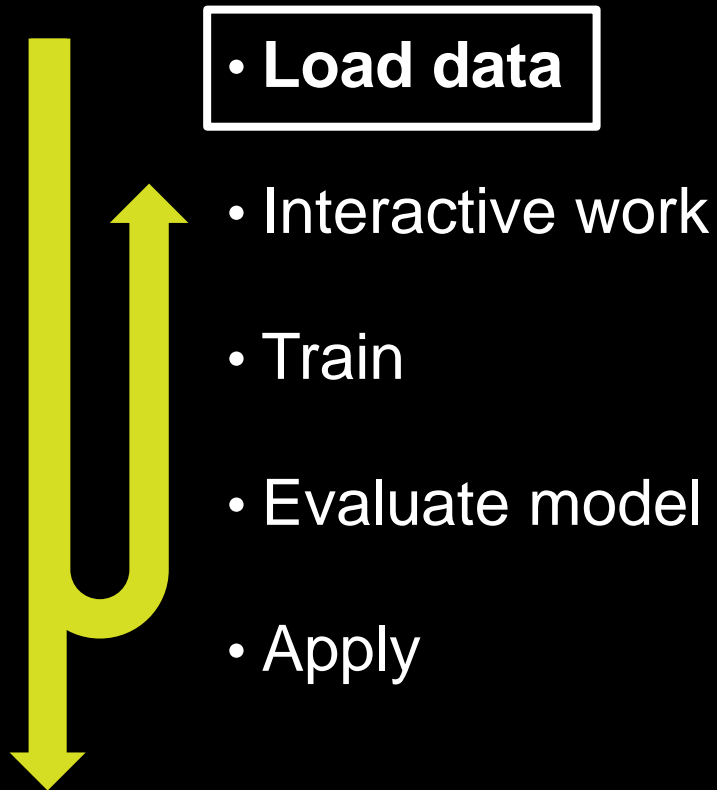 • Load data
• Interactive work
• Train
• Evaluate model
• Apply